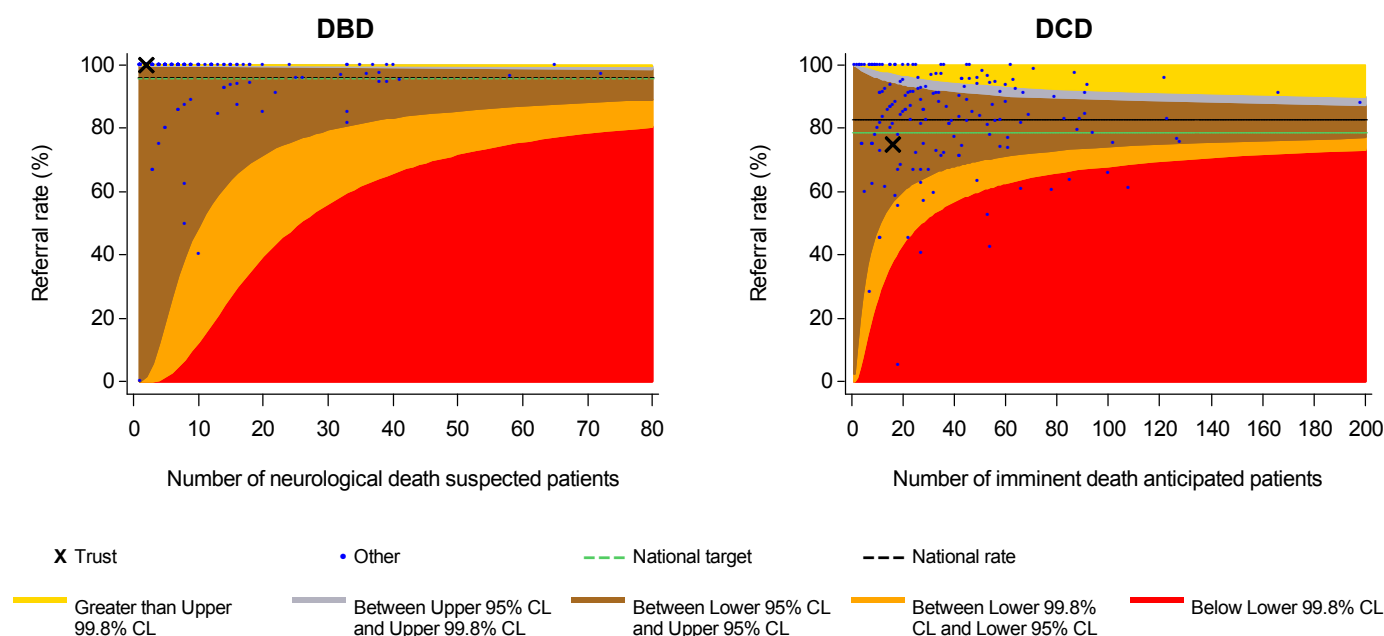 DBD
DCD
Referral rate (%)
100
80
60
40
20
0
0 10 20 30 40 50 60 70 80
Number of neurological death suspected patients
Referral rate (%)
100
80
60
40
20
0
0 20 40 60 80 100 120 140 160 180 200
Number of imminent death anticipated patients
X Trust
Other
National target
National rate
Greater than Upper
99.8% CL
Between Upper 95% CL
and Upper 99.8% CL
Between Lower 95% CL
and Upper 95% CL
Between Lower 99.8%
CL and Lower 95% CL
Below Lower 99.8% CL